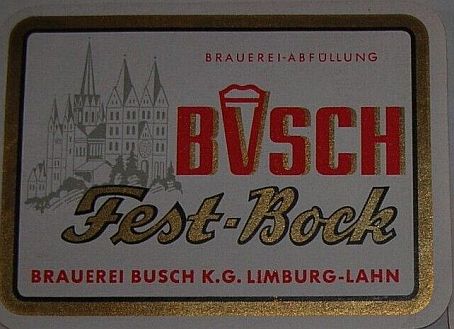 BRAUEREI-ABFÜLLUNG
BUSCH
Fest-Bock
BRAUEREI BUSCH K.G. LIMBURG-LAHN